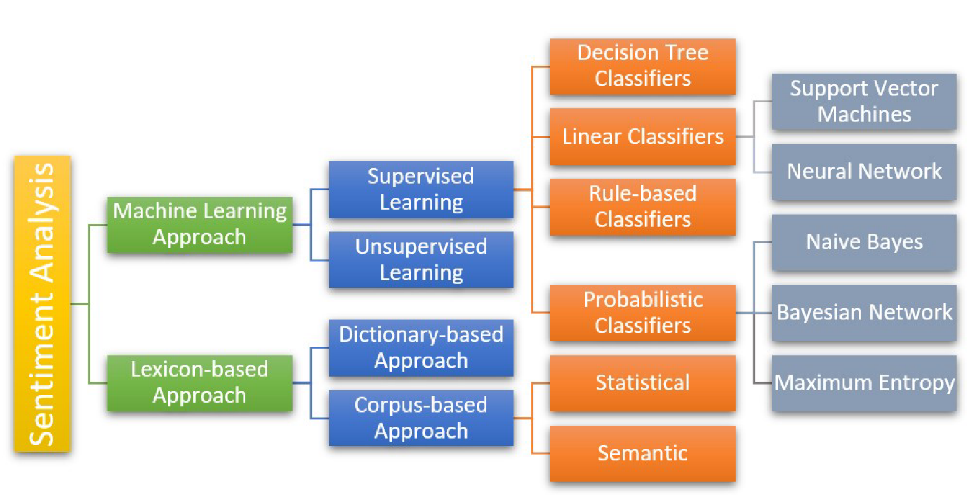 Sentiment Analysis
Machine Learning
Approach
Lexicon-based
Approach
Supervised
Learning
Unsupervised
Learning
Dictionary-based
Approach
Corpus-based
Approach
Decision Tree
Classifiers
Linear Classifiers
Rule-based
Classifiers
Probabilistic
Classifiers
Statistical
Semantic
Support Vector
Machines
Neural Network
Naive Bayes
Bayesian Network
Maximum Entropy